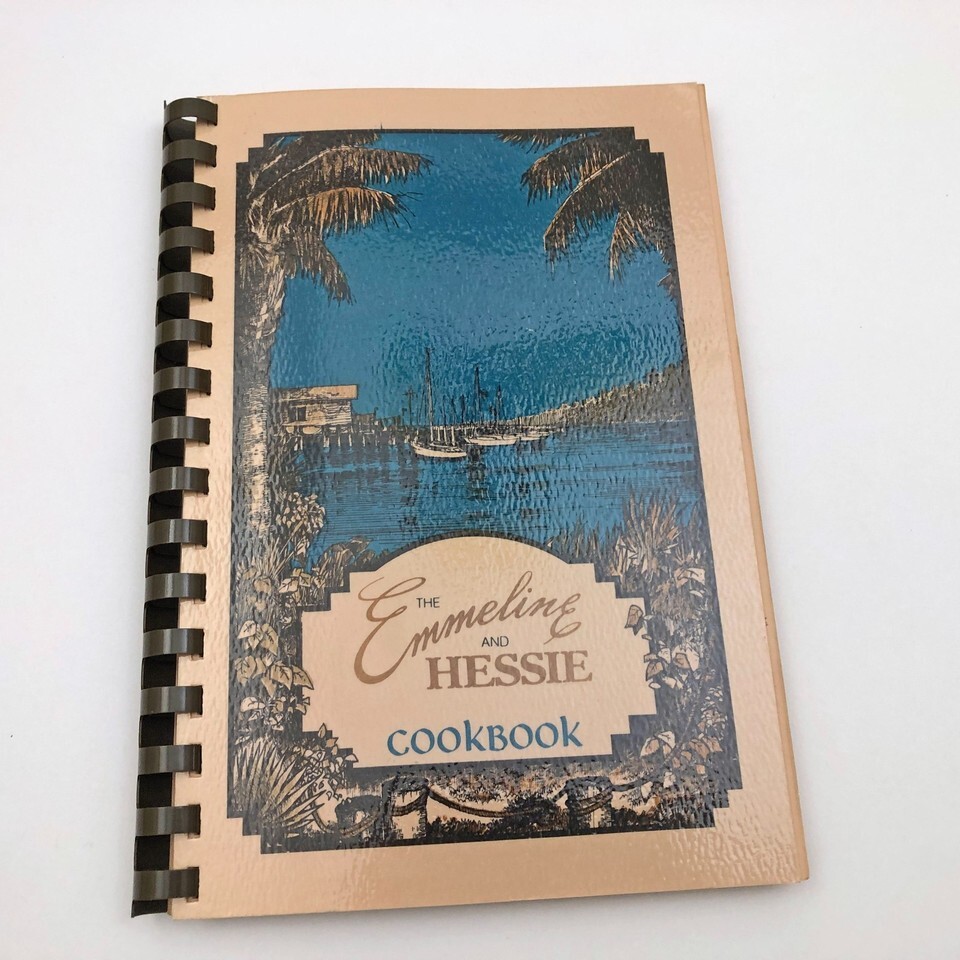 THE
Emmeline
AND
HESSIE
COOKBOOK